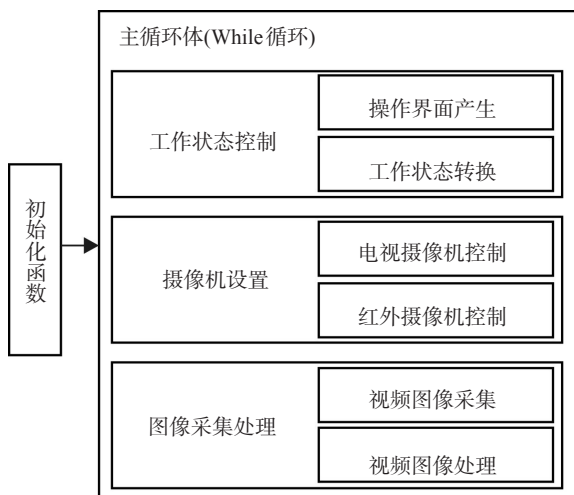 主循环体(While循环)
初始化函数
工作状态控制
操作界面产生
工作状态转换
摄像机设置
电视摄像机控制
红外摄像机控制
图像采集处理
视频图像采集
视频图像处理